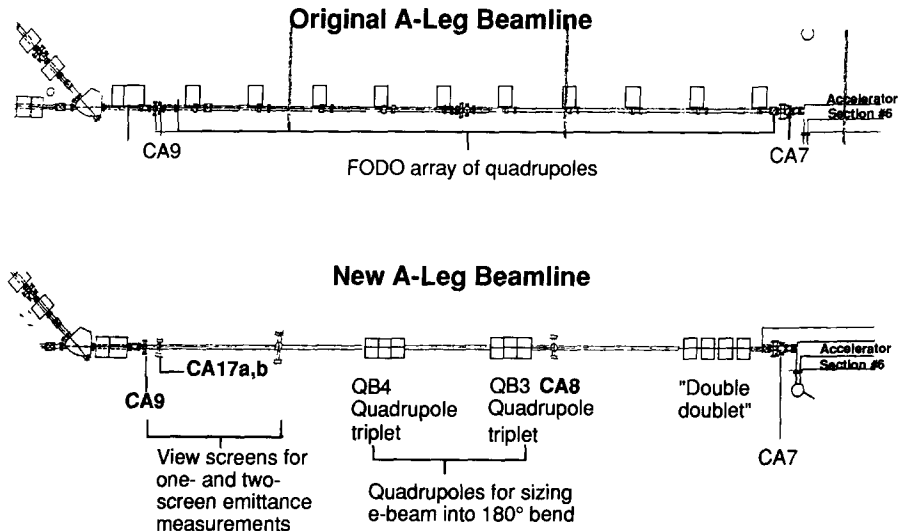 Original A-Leg Beamline
Accelerator
Section #6
CA9
CA7
FODO array of quadrupoles
New A-Leg Beamline
Accelerator
Section #6
CA17a,b
CA9
QB4
Quadrupole
triplet
QB3 CA8
Quadrupole
triplet
"Double
doublet"
CA7
View screens for
one- and two-
screen emittance
measurements
Quadrupoles for sizing
e-beam into 180° bend